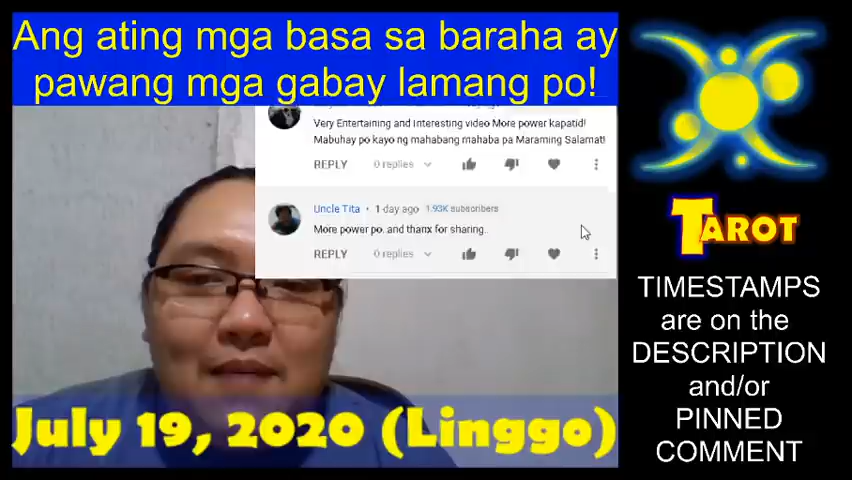 Ang ating mga basa sa baraha ay
pawang mga gabay lamang po!
Very Entertaining and Interesting video More power kapatid!
Mabuhay po kayo ng mahabang mahaba pa Maraming Salamat!
REPLY 0 replies
Uncle Tita • 1 day ago 1.93K subscribers
More power po..and thanx for sharing..
REPLY 0 replies
July 19, 2020 (Linggo)
TAROT
TIMESTAMPS
are on the
DESCRIPTION
and/or
PINNED
COMMENT